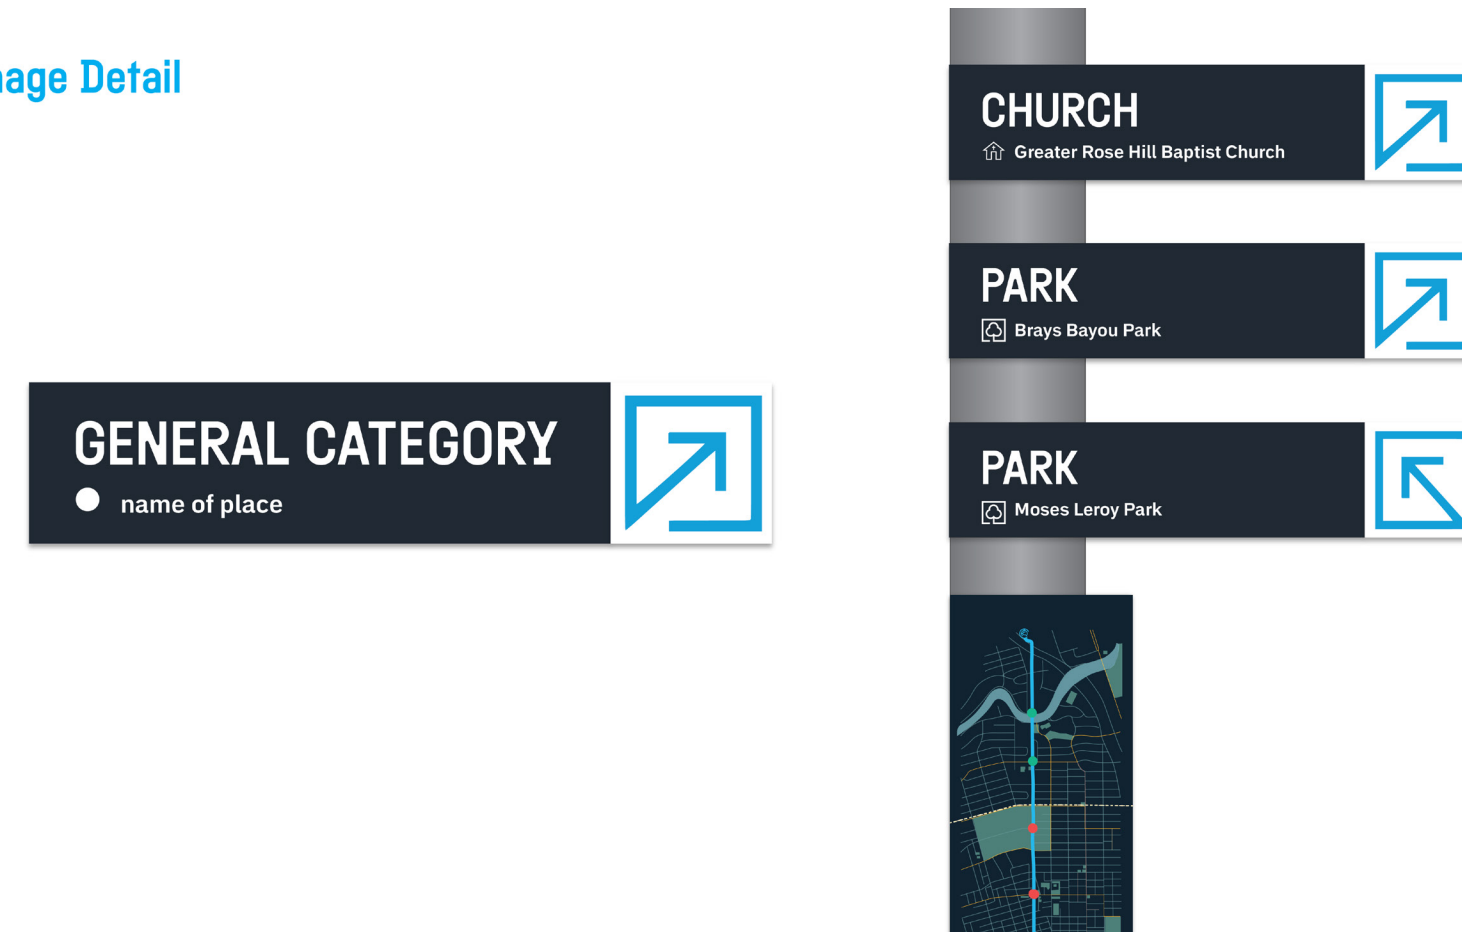 age Detail
GENERAL CATEGORY
name of place
CHURCH
Greater Rose Hill Baptist Church
PARK
Brays Bayou Park
PARK
Moses Leroy Park